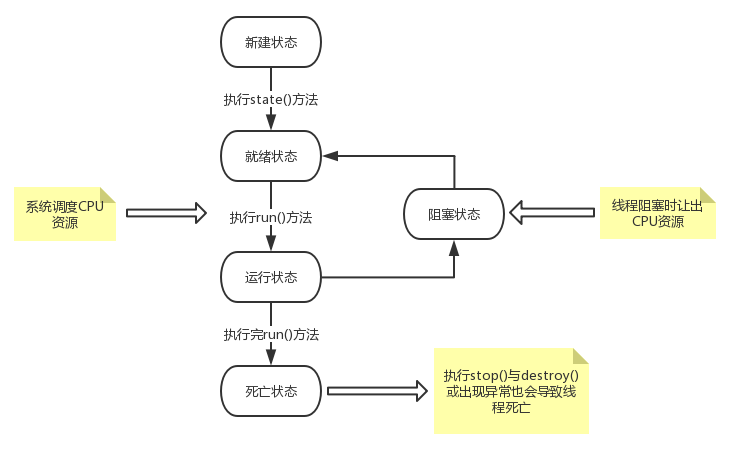 新建状态
执行state()方法
就绪状态
系统调度CPU
资源
执行run()方法
阻塞状态
线程阻塞时让出
CPU资源
运行状态
执行完run()方法
死亡状态
执行stop()与destroy()
或出现异常也会导致线
程死亡